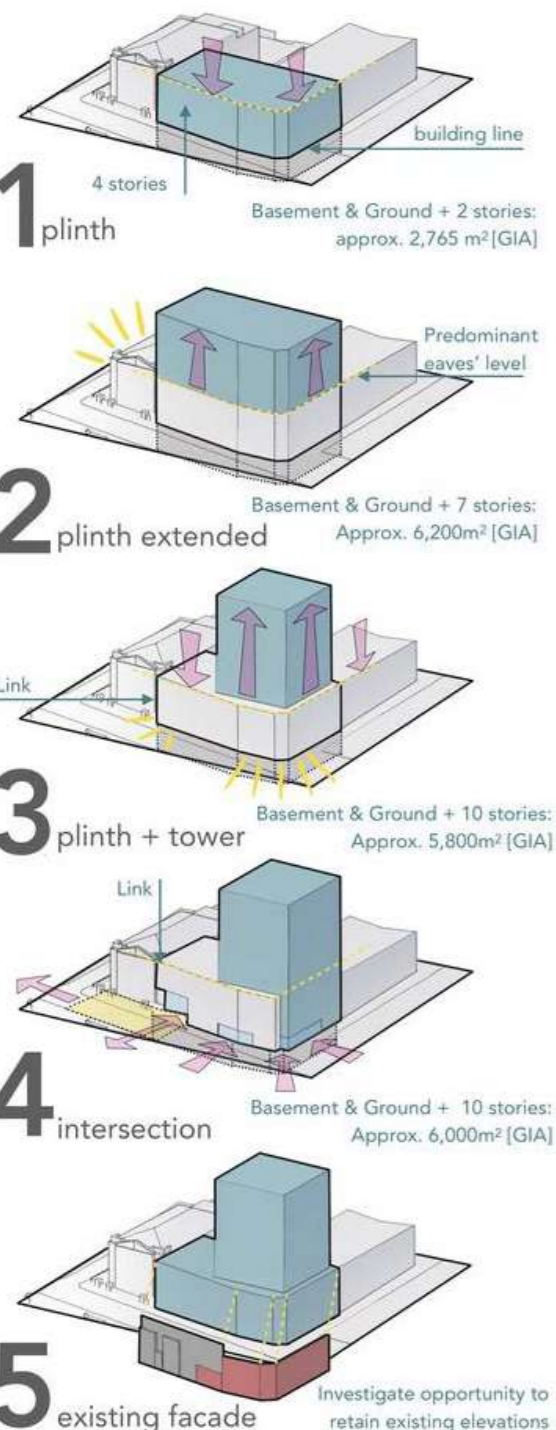 building line
4 stories
1 plinth
Basement & Ground + 2 stories:
approx. 2,765 m² [GIA]
Predominant
eaves' level
2 plinth extended
Basement & Ground + 7 stories:
Approx. 6,200m² [GIA]
Link
3 plinth + tower
Basement & Ground + 10 stories:
Approx. 5,800m² [GIA]
Link
4 intersection
Basement & Ground + 10 stories:
Approx. 6,000m² [GIA]
5 existing facade
Investigate opportunity to
retain existing elevations